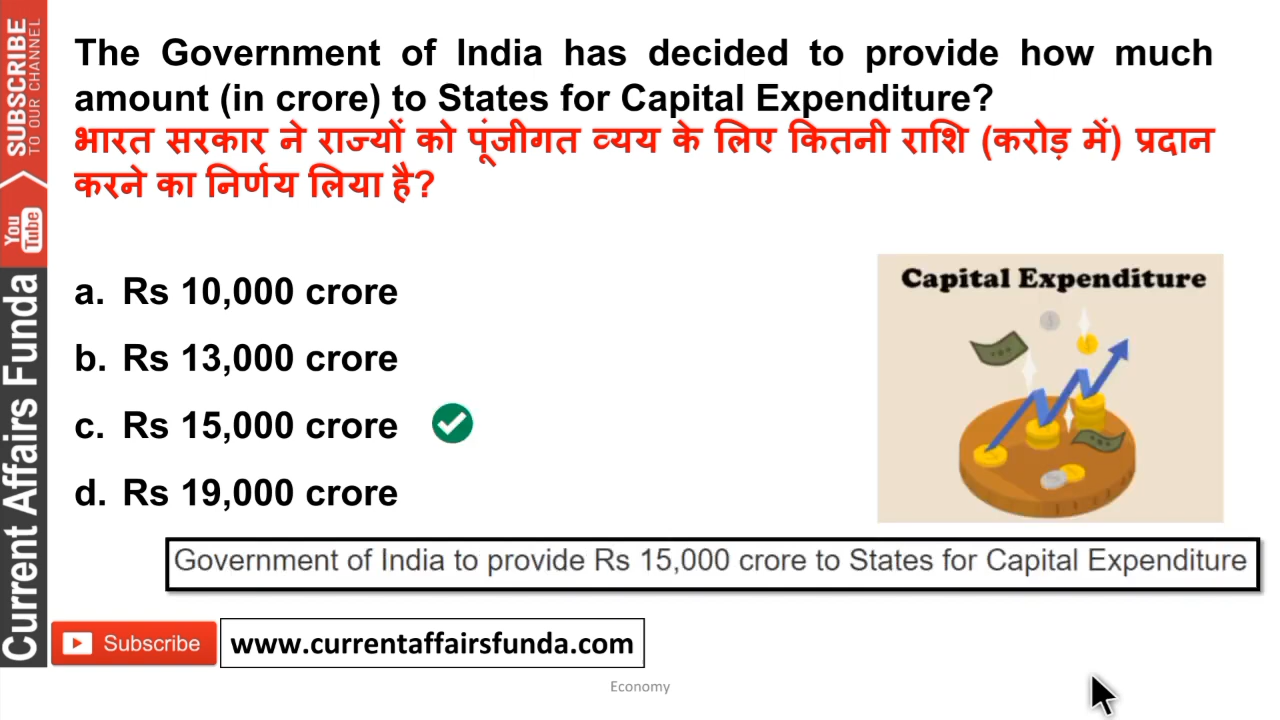 SUBSCRIBE
TO OUR CHANNEL
You
Tube
Current Affairs Funda
The Government of India has decided to provide how much
amount (in crore) to States for Capital Expenditure?
भारत सरकार ने राज्यों को पूंजीगत व्यय के लिए कितनी राशि (करोड़ में) प्रदान
करने का निर्णय लिया है?
a. Rs 10,000 crore
b. Rs 13,000 crore
c. Rs 15,000 crore
d. Rs 19,000 crore
Capital Expenditure
Government of India to provide Rs 15,000 crore to States for Capital Expenditure
Subscribe
www.currentaffairsfunda.com
Economy